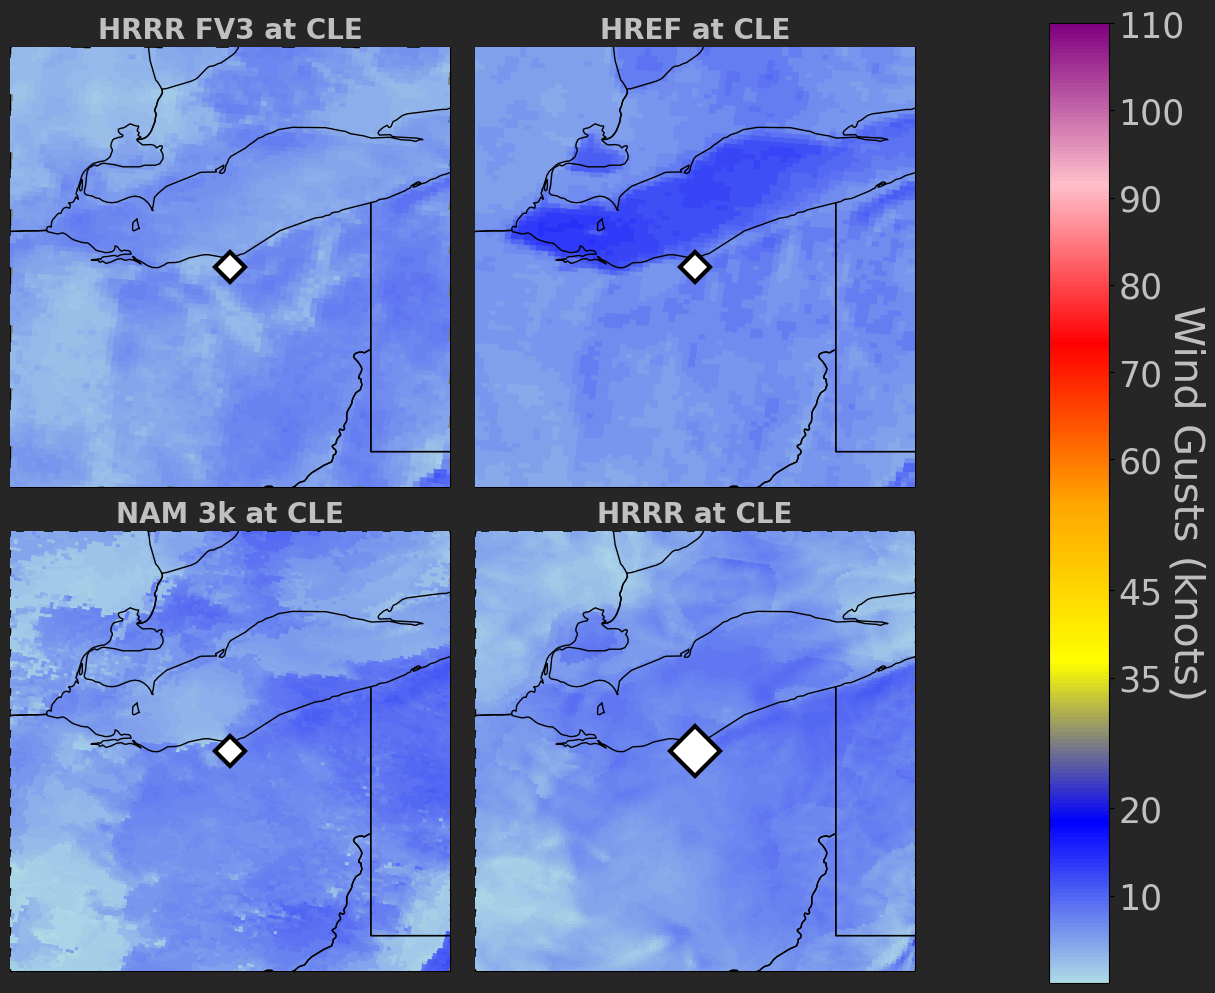 HRRR FV3 at CLE
HREF at CLE
NAM 3k at CLE
HRRR at CLE
110
100
90
80
70
60
45
35
20
10
Wind Gusts (knots)